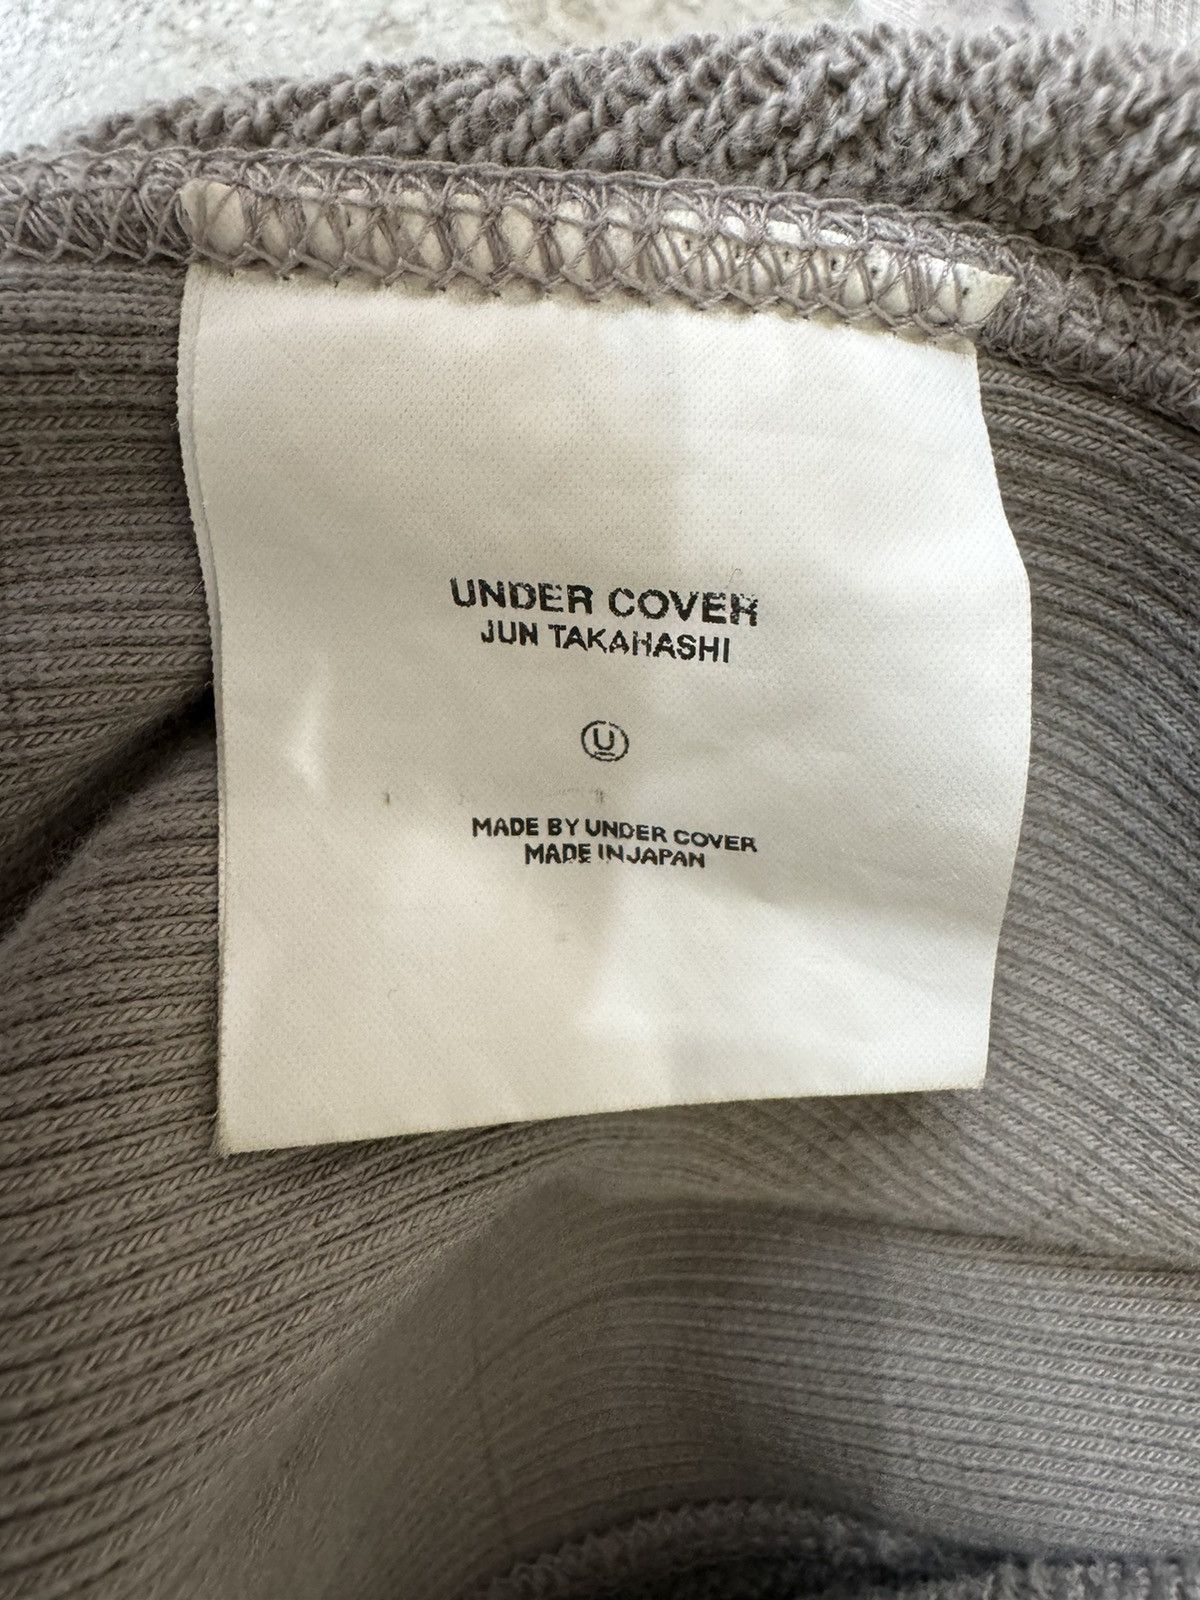 UNDER COVER
JUN TAKAHASHI
U
MADE BY UNDER COVER
MADE IN JAPAN